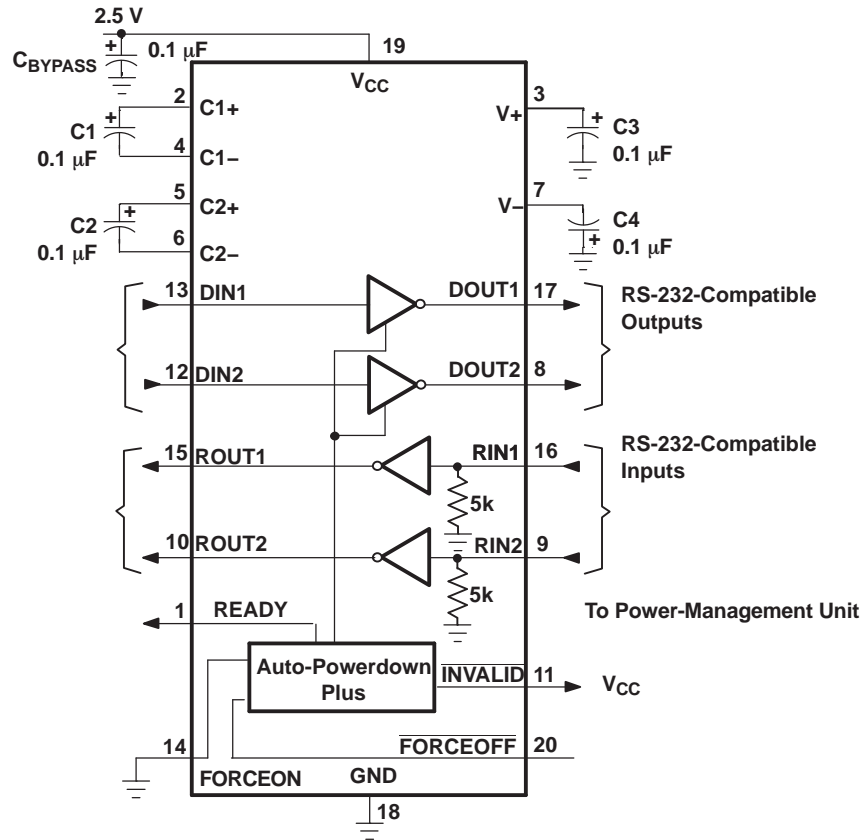 2.5 V
CBYPASS
+
0.1 µF
19
VCC
2
C1+
+
C1
0.1 µF
4
C1−
5
C2+
+
C2
0.1 µF
6
C2−
3
V+
+
C3
0.1 µF
7
V−
C4
+
0.1 µF
13
DIN1
DOUT1
17
RS-232-Compatible
Outputs
12
DIN2
DOUT2
8
15
ROUT1
RIN1
16
RS-232-Compatible
Inputs
5k
10
ROUT2
RIN2
9
5k
1
READY
To Power-Management Unit
Auto-Powerdown
Plus
INVALID
11
VCC
14
FORCEOFF
20
FORCEON
GND
18